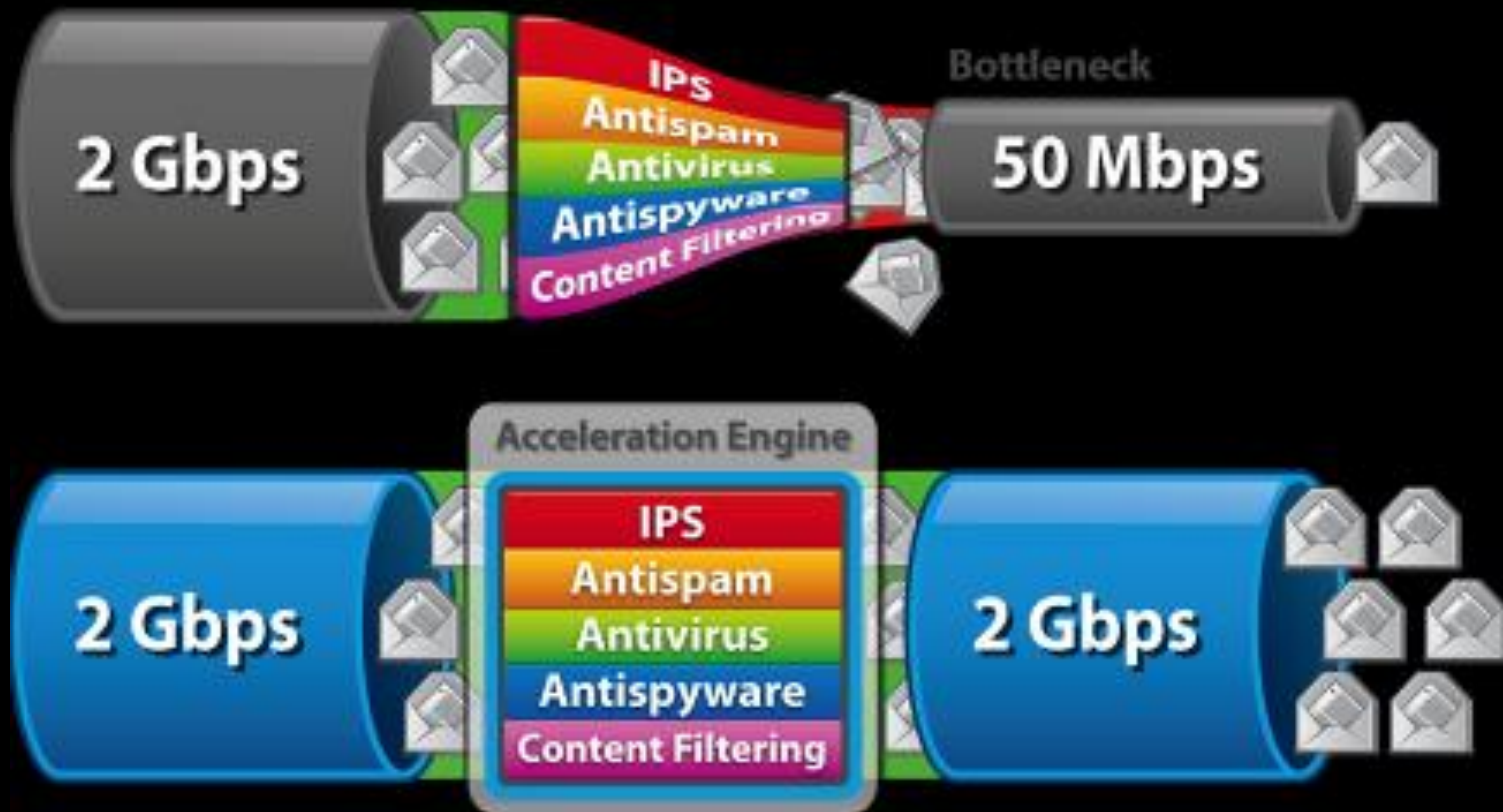 Bottleneck
2 Gbps
IPS
Antispam
Antivirus
Antispyware
Content Filtering
50 Mbps
Acceleration Engine
2 Gbps
IPS
Antispam
Antivirus
Antispyware
Content Filtering
2 Gbps